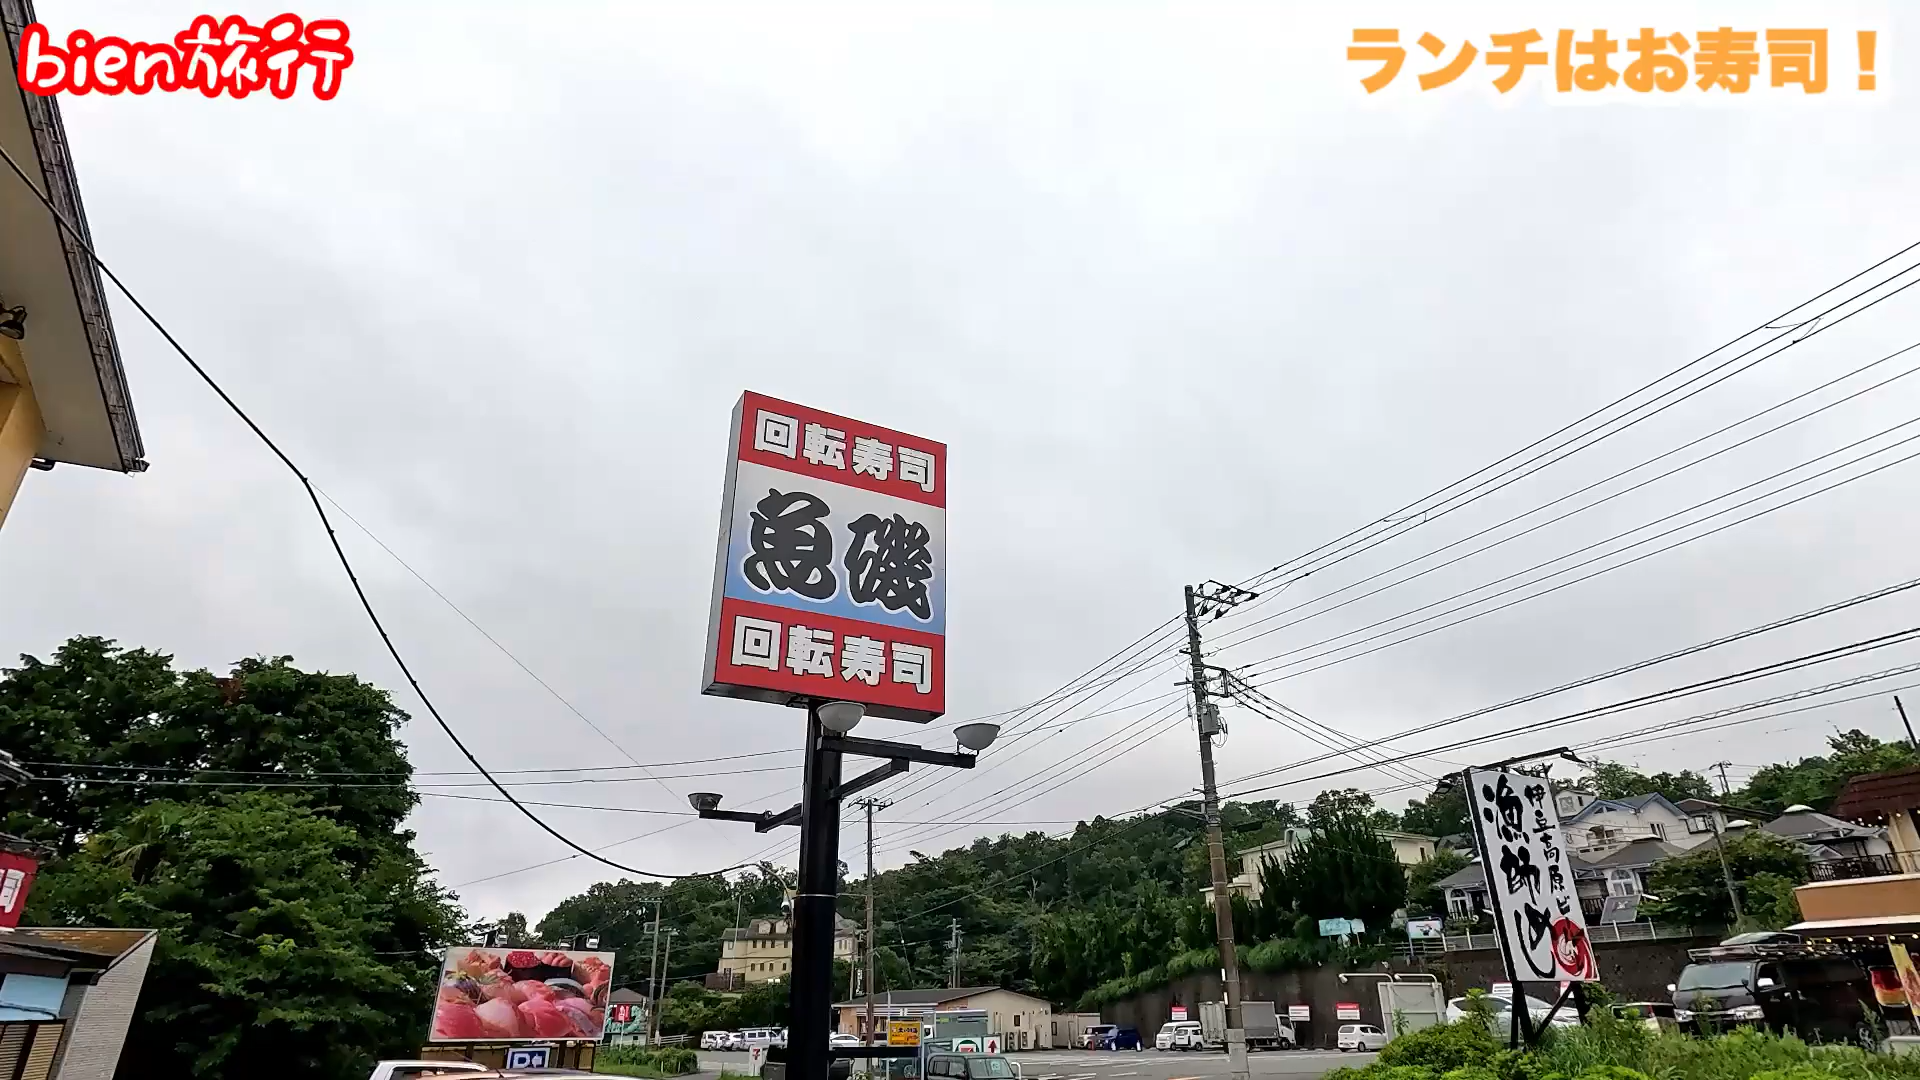 bien旅行
ランチはお寿司！
回転寿司
魚磯
回転寿司
伊豆高原ビ
漁師め
司
P